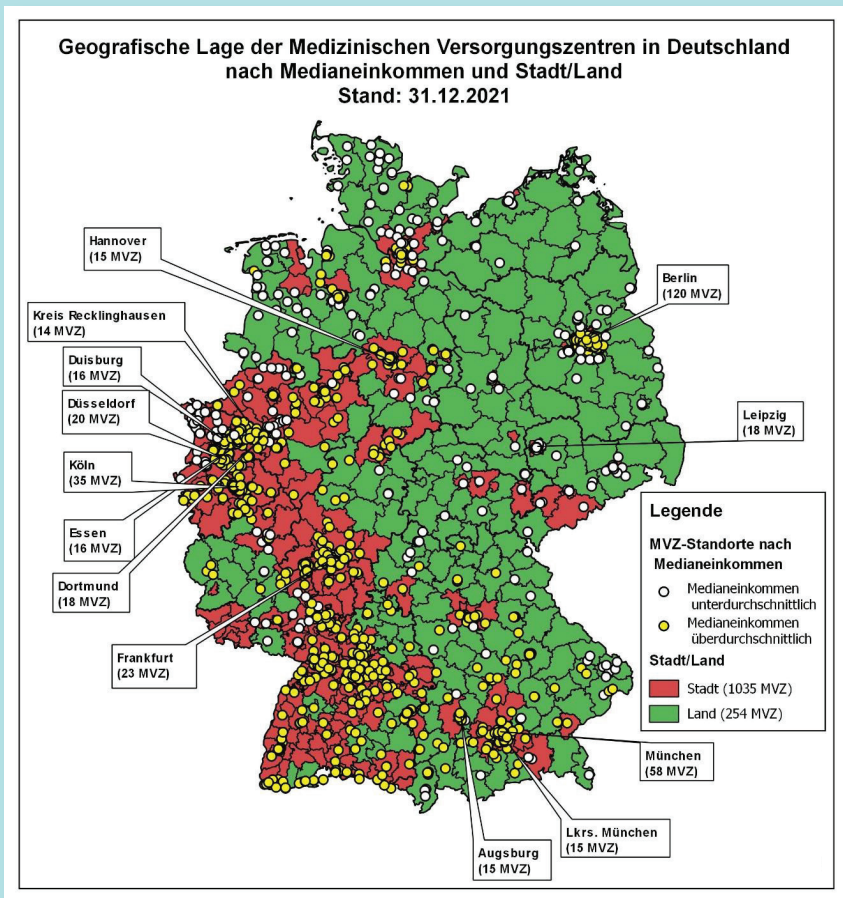 Geografische Lage der Medizinischen Versorgungszentren in Deutschland
nach Medianeinkommen und Stadt/Land
Stand: 31.12.2021
Hannover
(15 MVZ)
Kreis Recklinghausen
(14 MVZ)
Duisburg
(16 MVZ)
Düsseldorf
(20 MVZ)
Köln
(35 MVZ)
Essen
(16 MVZ)
Dortmund
(18 MVZ)
Frankfurt
(23 MVZ)
Berlin
(120 MVZ)
Leipzig
(18 MVZ)
Legende
MVZ-Standorte nach
Medianeinkommen
Medianeinkommen
unterdurchschnittlich
Medianeinkommen
überdurchschnittlich
Stadt/Land
Stadt (1035 MVZ)
Land (254 MVZ)
München
(58 MVZ)
Lkrs. München
(15 MVZ)
Augsburg
(15 MVZ)